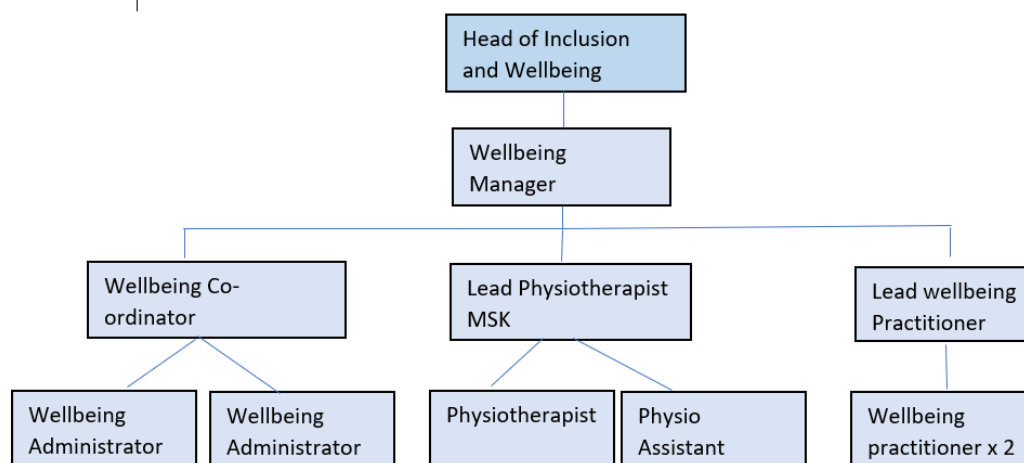 Head of Inclusion
and Wellbeing
Wellbeing
Manager
Wellbeing Co-
ordinator
Lead Physiotherapist
MSK
Lead wellbeing
Practitioner
Wellbeing
Administrator
Wellbeing
Administrator
Physiotherapist
Physio
Assistant
Wellbeing
practitioner x 2